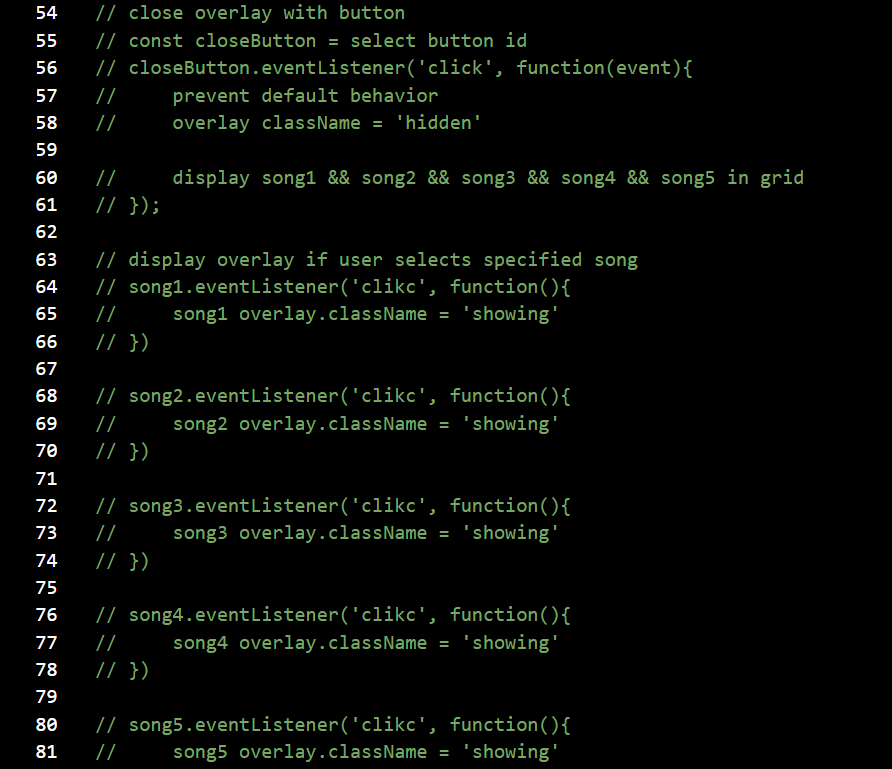 54 // close overlay with button
55 // const closeButton = select button id
56 // closeButton.eventListener('click', function(event){
57 //     prevent default behavior
58 //     overlay className = 'hidden'
59
60 //     display song1 && song2 && song3 && song4 && song5 in grid
61 // });
62
63 // display overlay if user selects specified song
64 // song1.eventListener('clikc', function(){
65 //     song1 overlay.className = 'showing'
66 // })
67
68 // song2.eventListener('clikc', function(){
69 //     song2 overlay.className = 'showing'
70 // })
71
72 // song3.eventListener('clikc', function(){
73 //     song3 overlay.className = 'showing'
74 // })
75
76 // song4.eventListener('clikc', function(){
77 //     song4 overlay.className = 'showing'
78 // })
79
80 // song5.eventListener('clikc', function(){
81 //     song5 overlay.className = 'showing'